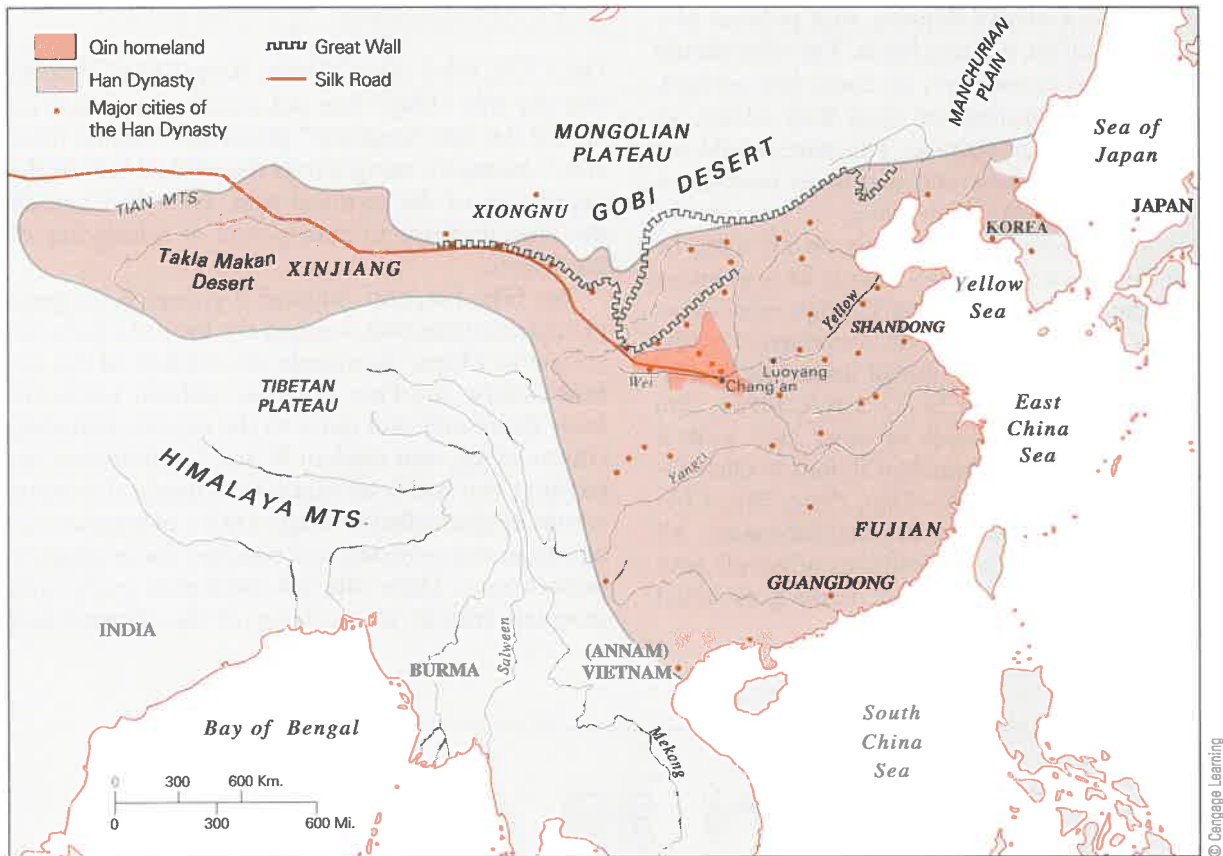 Qin homeland
Han Dynasty
Major cities of
the Han Dynasty
Great Wall
Silk Road
MANCHURIAN
PLAIN
MONGOLIAN
PLATEAU
Sea of
Japan
GOBI DESERT
TIAN MTS
XIONGNU
JAPAN
KOREA
Takla Makan
Desert
XINJIANG
Yellow
Sea
Yellow
SHANDONG
Luoyang
Wei
Chang'an
TIBETAN
PLATEAU
East
China
Sea
HIMALAYA MTS
Yangzi
FUJIAN
GUANGDONG
INDIA
BURMA
Salween
(ANNAM)
VIETNAM
Bay of Bengal
South
China
Sea
Mekong
0 300 600 Km.
0 300 600 Mi.
© Cengage Learning